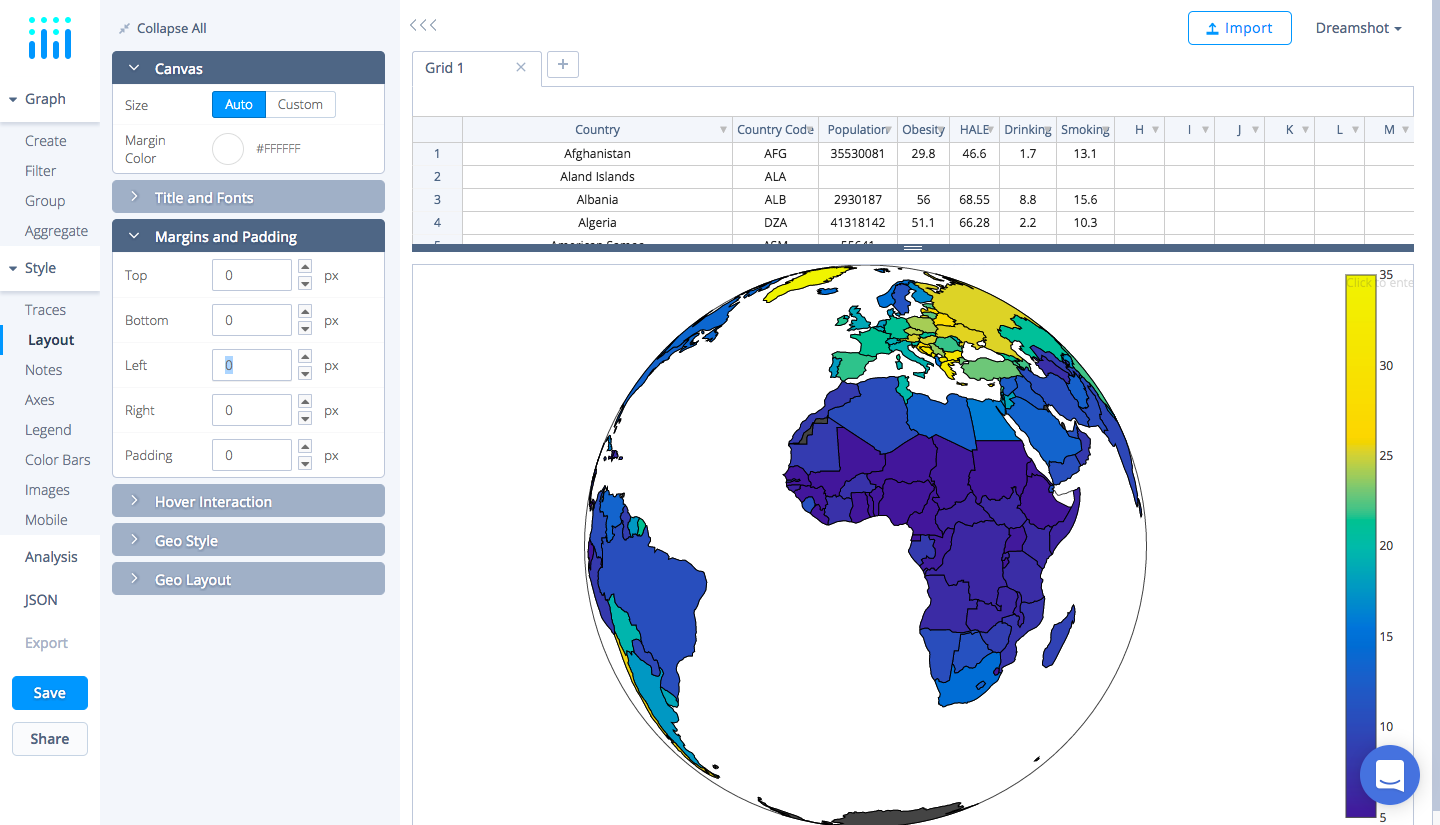 Graph
Create
Filter
Group
Aggregate
Style
Traces
Layout
Notes
Axes
Legend
Color Bars
Images
Mobile
Analysis
JSON
Export
Save
Share
Collapse All
Canvas
Size Auto Custom
Margin Color #FFFFFF
Title and Fonts
Margins and Padding
Top 0 px
Bottom 0 px
Left 0 px
Right 0 px
Padding 0 px
Hover Interaction
Geo Style
Geo Layout
Import Dreamshot
Grid 1
Country Country Code Population Obesity HALE Drinking Smoking H I J K L M
1 Afghanistan AFG 35530081 29.8 46.6 1.7 13.1
2 Aland Islands ALA
3 Albania ALB 2930187 56 68.55 8.8 15.6
4 Algeria DZA 41318142 51.1 66.28 2.2 10.3
5 American Samoa ASM 55641
Click to ente
35
30
25
20
15
10
5